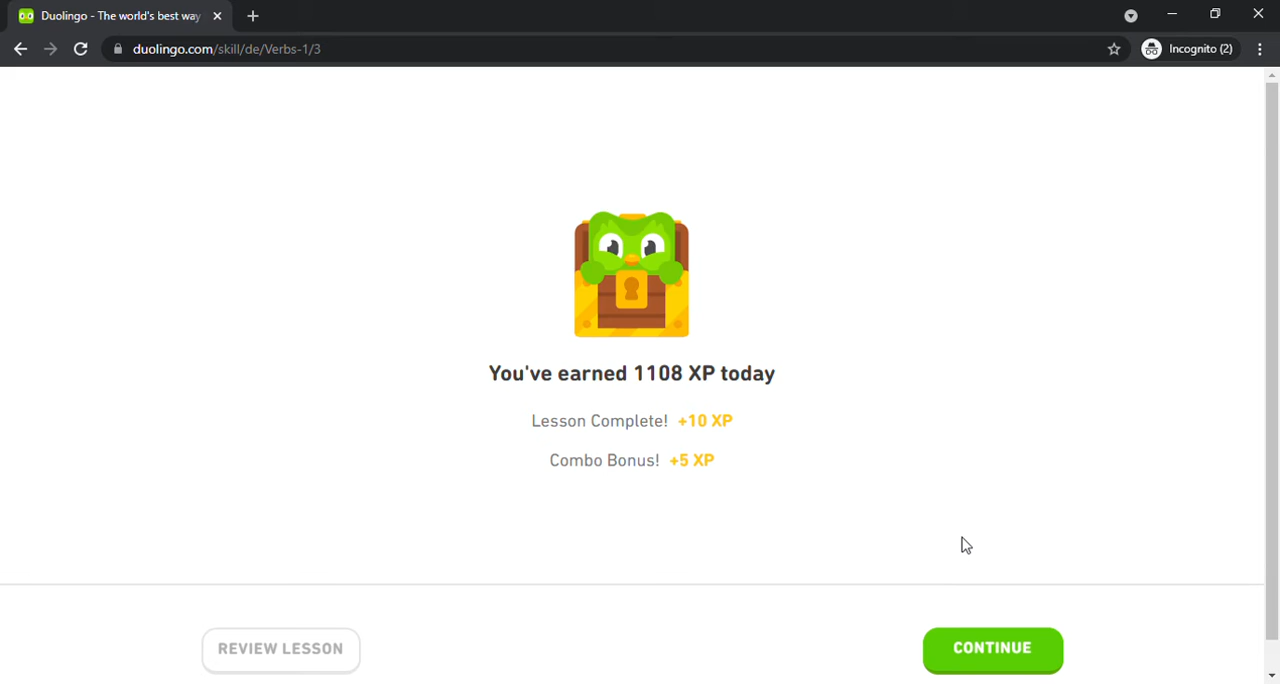 Duolingo - The world's best way
duolingo.com/skill/de/Verbs-1/3
Incognito (2)
You've earned 1108 XP today
Lesson Complete! +10 XP
Combo Bonus! +5 XP
REVIEW LESSON
CONTINUE